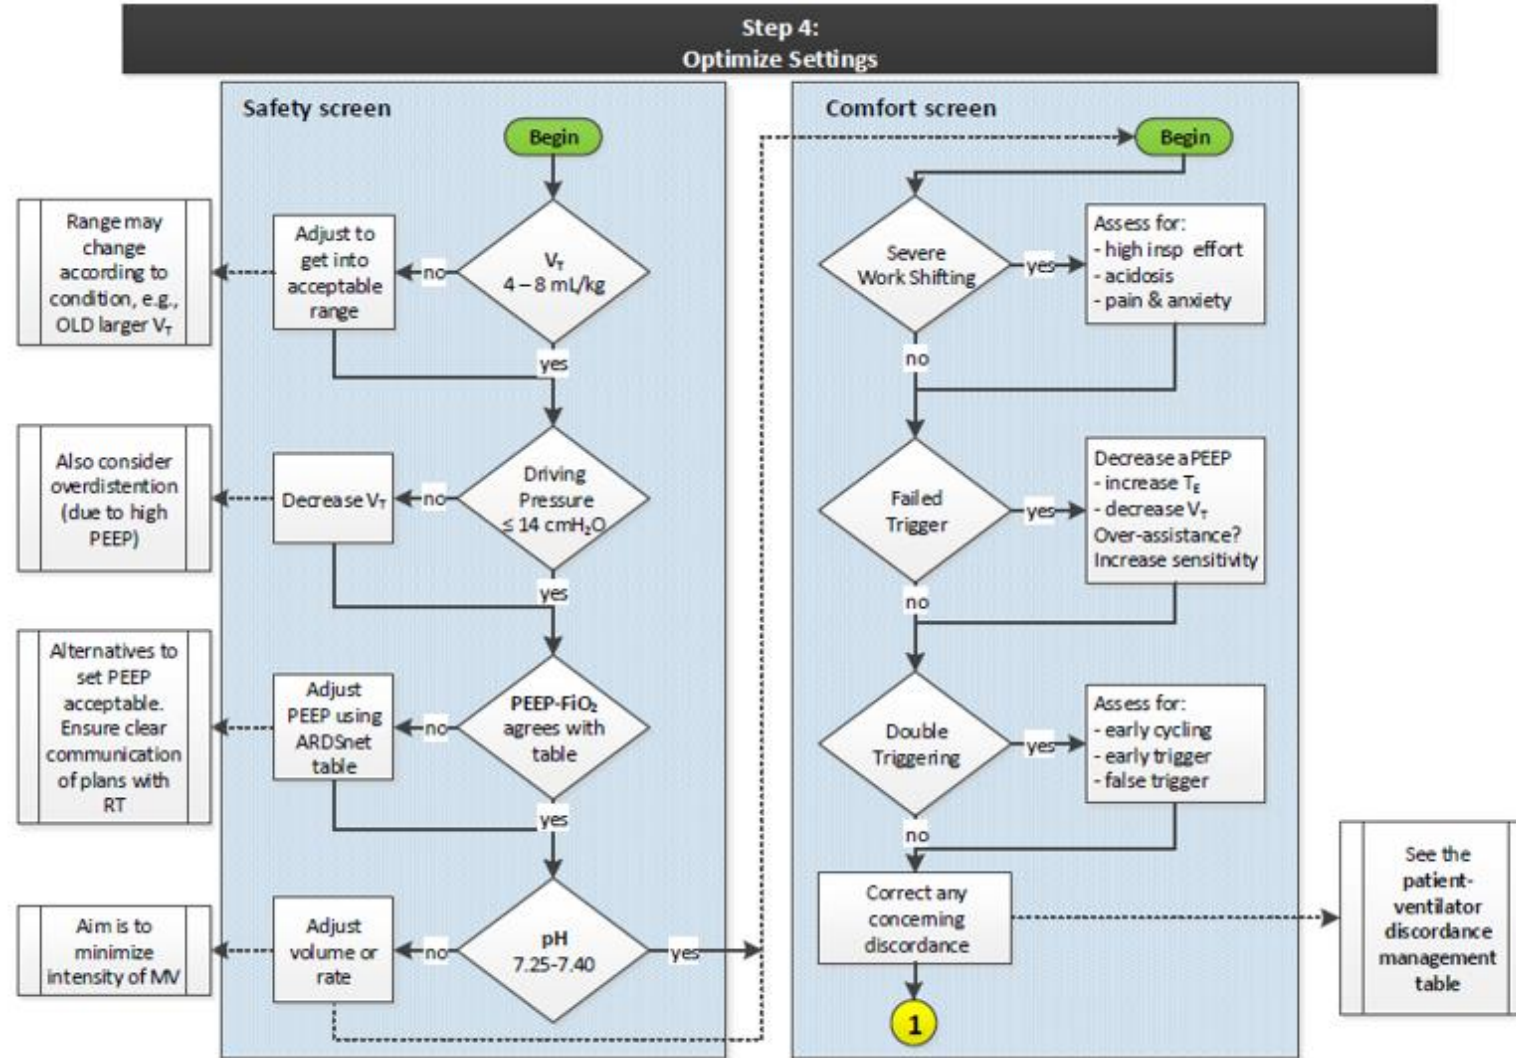 Step 4:
Optimize Settings
Safety screen
Begin
Range may
change
according to
condition, e.g.,
OLD larger VT
Adjust to
get into
acceptable
range
no
VT
4 – 8 mL/kg
yes
Also consider
overdistention
(due to high
PEEP)
Decrease VT
no
Driving
Pressure
≤ 14 cmH₂O
yes
Alternatives to
set PEEP
acceptable.
Ensure clear
communication
of plans with
RT
Adjust
PEEP using
ARDSnet
table
no
PEEP-FiO₂
agrees with
table
yes
Aim is to
minimize
intensity of MV
Adjust
volume or
rate
no
pH
7.25-7.40
yes
Comfort screen
Begin
Severe
Work Shifting
yes
Assess for:
- high insp effort
- acidosis
- pain & anxiety
no
Failed
Trigger
yes
Decrease aPEEP
- increase TE
- decrease VT
Over-assistance?
Increase sensitivity
no
Double
Triggering
yes
Assess for:
- early cycling
- early trigger
- false trigger
no
Correct any
concerning
discordance
See the
patient-
ventilator
discordance
management
table
1